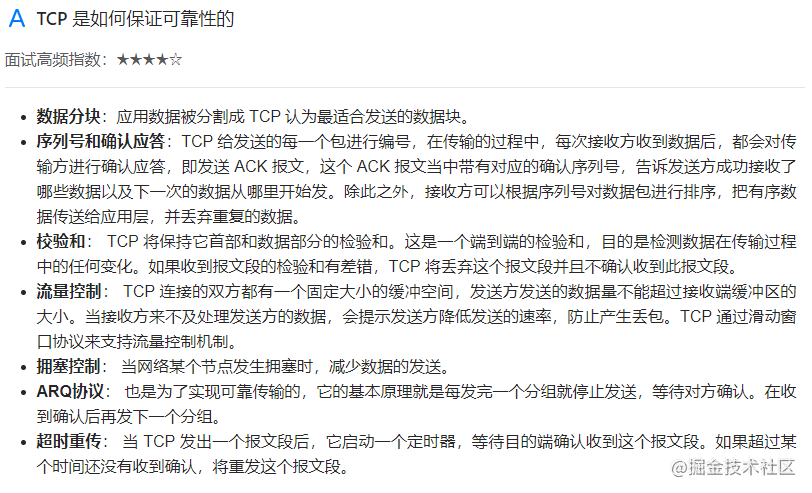 A TCP 是如何保证可靠性的
面试高频指数：★★★★☆
• 数据分块：应用数据被分割成 TCP 认为最适合发送的数据块。
• 序列号和确认应答：TCP 给发送的每一个包进行编号，在传输的过程中，每次接收方收到数据后，都会对传
输方进行确认应答，即发送 ACK 报文，这个 ACK 报文当中带有对应的确认序列号，告诉发送方成功接收了
哪些数据以及下一次的数据从哪里开始发。除此之外，接收方可以根据序列号对数据包进行排序，把有序数
据传送给应用层，并丢弃重复的数据。
• 校验和： TCP 将保持它首部和数据部分的检验和。这是一个端到端的检验和，目的是检测数据在传输过程
中的任何变化。如果收到报文段的检验和有差错，TCP 将丢弃这个报文段并且不确认收到此报文段。
• 流量控制： TCP 连接的双方都有一个固定大小的缓冲空间，发送方发送的数据量不能超过接收端缓冲区的
大小。当接收方来不及处理发送方的数据，会提示发送方降低发送的速率，防止产生丢包。TCP 通过滑动窗
口协议来支持流量控制机制。
• 拥塞控制： 当网络某个节点发生拥塞时，减少数据的发送。
• ARQ协议： 也是为了实现可靠传输的，它的基本原理就是每发完一个分组就停止发送，等待对方确认。在收
到确认后再发下一个分组。
• 超时重传： 当 TCP 发出一个报文段后，它启动一个定时器，等待目的端确认收到这个报文段。如果超过某
个时间还没有收到确认，将重发这个报文段。
@掘金技术社区